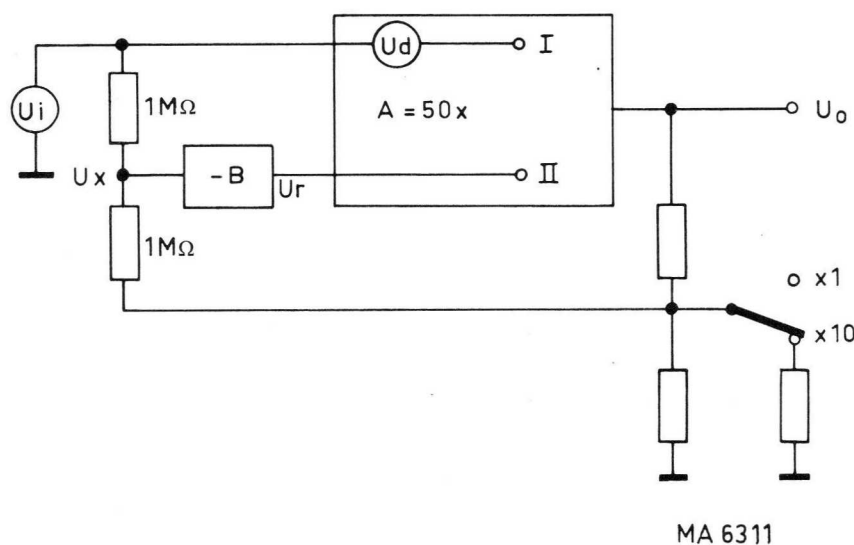 Ud
I
1MΩ
Ui
A = 50x
Uo
Ux
-B
Ur
II
1MΩ
x1
x10
MA 6311